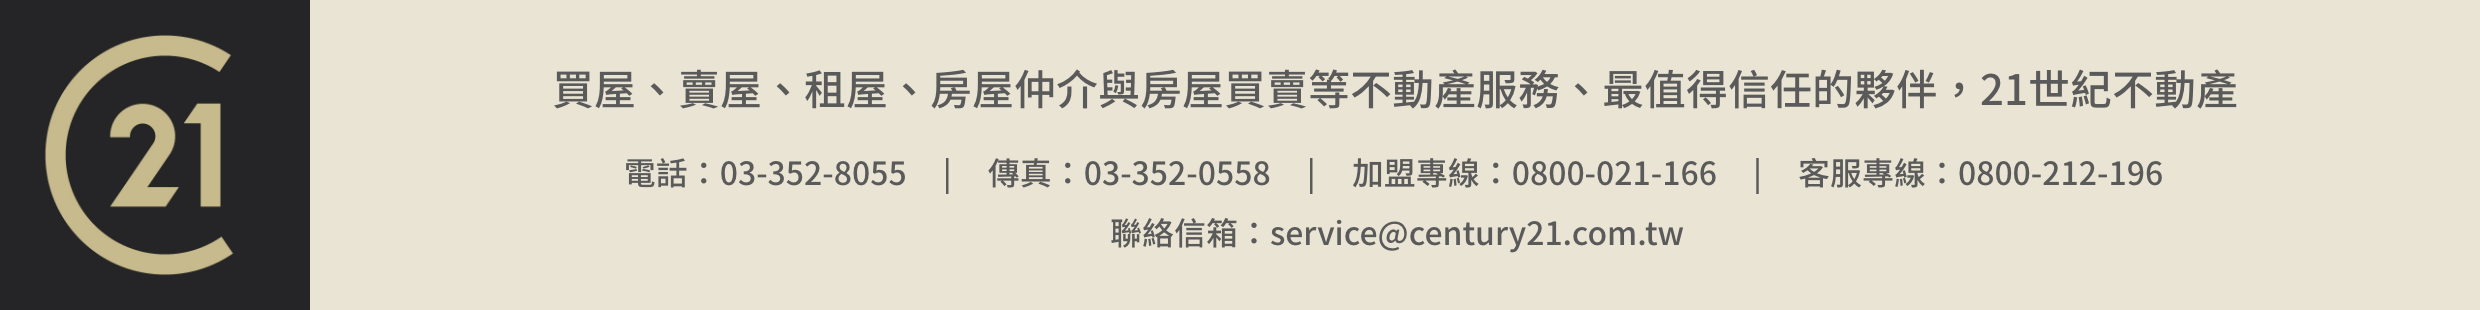 C21
買屋、賣屋、租屋、房屋仲介與房屋買賣等不動產服務、最值得信任的夥伴，21世紀不動產
電話：03-352-8055 | 傳真：03-352-0558 | 加盟專線：0800-021-166 | 客服專線：0800-212-196
聯絡信箱：service@century21.com.tw